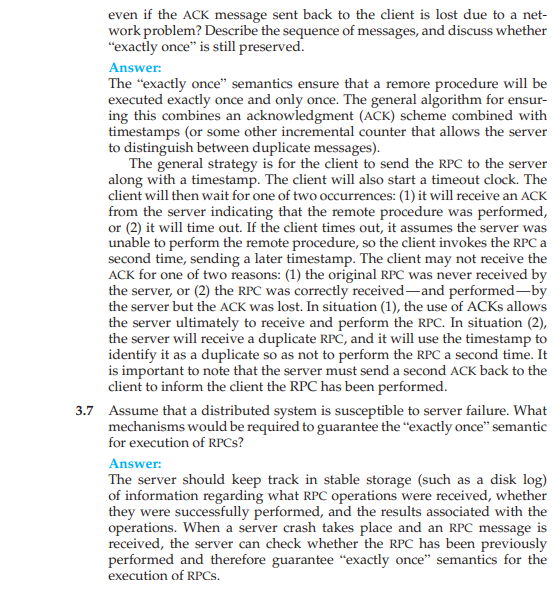 even if the ACK message sent back to the client is lost due to a net-
work problem? Describe the sequence of messages, and discuss whether
“exactly once” is still preserved.
Answer:
The “exactly once” semantics ensure that a remore procedure will be
executed exactly once and only once. The general algorithm for ensur-
ing this combines an acknowledgment (ACK) scheme combined with
timestamps (or some other incremental counter that allows the server
to distinguish between duplicate messages).
The general strategy is for the client to send the RPC to the server
along with a timestamp. The client will also start a timeout clock. The
client will then wait for one of two occurrences: (1) it will receive an ACK
from the server indicating that the remote procedure was performed,
or (2) it will time out. If the client times out, it assumes the server was
unable to perform the remote procedure, so the client invokes the RPC a
second time, sending a later timestamp. The client may not receive the
ACK for one of two reasons: (1) the original RPC was never received by
the server, or (2) the RPC was correctly received—and performed—by
the server but the ACK was lost. In situation (1), the use of ACKs allows
the server ultimately to receive and perform the RPC. In situation (2),
the server will receive a duplicate RPC, and it will use the timestamp to
identify it as a duplicate so as not to perform the RPC a second time. It
is important to note that the server must send a second ACK back to the
client to inform the client the RPC has been performed.
3.7 Assume that a distributed system is susceptible to server failure. What
mechanisms would be required to guarantee the “exactly once” semantic
for execution of RPCs?
Answer:
The server should keep track in stable storage (such as a disk log)
of information regarding what RPC operations were received, whether
they were successfully performed, and the results associated with the
operations. When a server crash takes place and an RPC message is
received, the server can check whether the RPC has been previously
performed and therefore guarantee “exactly once” semantics for the
execution of RPCs.